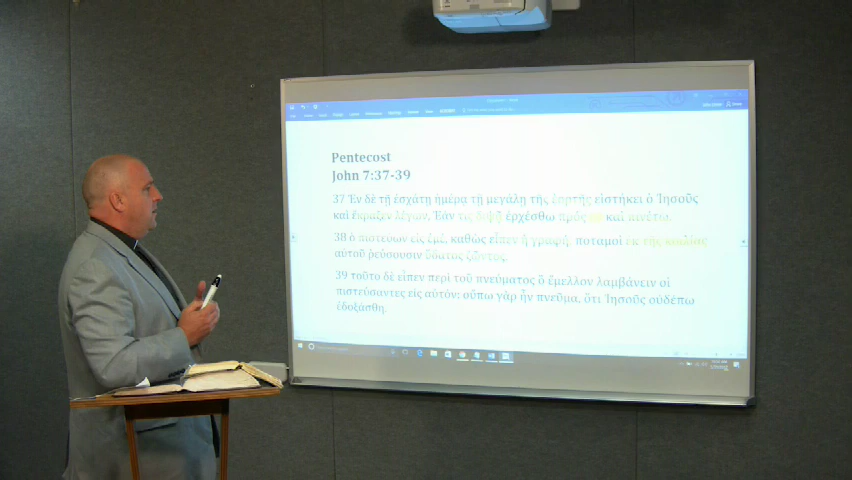 Pentecost
John 7:37-39
37 Ἐν δὲ τῇ ἐσχάτῃ ἡμέρᾳ τῇ μεγάλῃ τῆς ἑορτῆς εἱστήκει ὁ Ἰησοῦς
καὶ ἔκραξεν λέγων, Ἐάν τις διψᾷ ἐρχέσθω πρός με καὶ πινέτω.
38 ὁ πιστεύων εἰς ἐμέ, καθὼς εἶπεν ἡ γραφή, ποταμοὶ ἐκ τῆς κοιλίας
αὐτοῦ ῥεύσουσιν ὕδατος ζῶντος.
39 τοῦτο δὲ εἶπεν περὶ τοῦ πνεύματος ὃ ἔμελλον λαμβάνειν οἱ
πιστεύσαντες εἰς αὐτόν· οὔπω γὰρ ἦν πνεῦμα, ὅτι Ἰησοῦς οὐδέπω
ἐδοξάσθη.